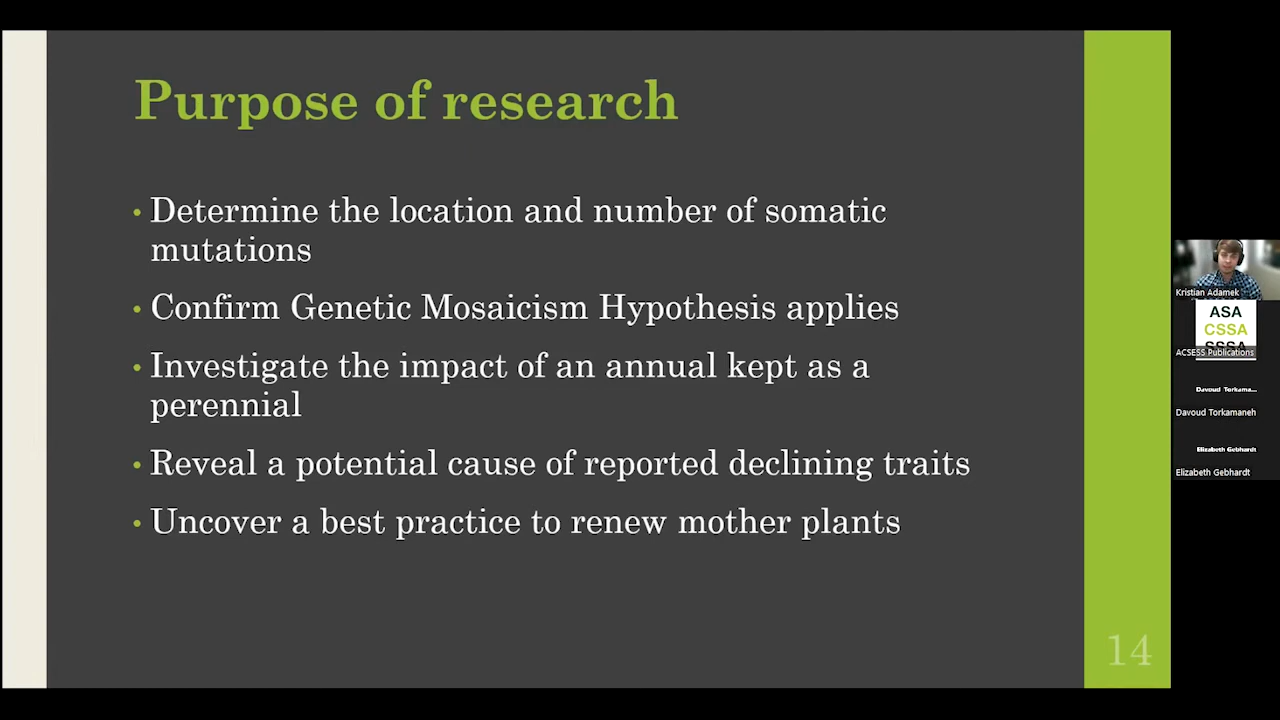 Purpose of research
• Determine the location and number of somatic
mutations
• Confirm Genetic Mosaicism Hypothesis applies
• Investigate the impact of an annual kept as a
perennial
• Reveal a potential cause of reported declining traits
• Uncover a best practice to renew mother plants
14
Kristian Adamek
ASA
CSSA
SSSA
ACSESS Publications
Davoud Torkama...
Davoud Torkamaneh
Elizabeth Gebhardt
Elizabeth Gebhardt